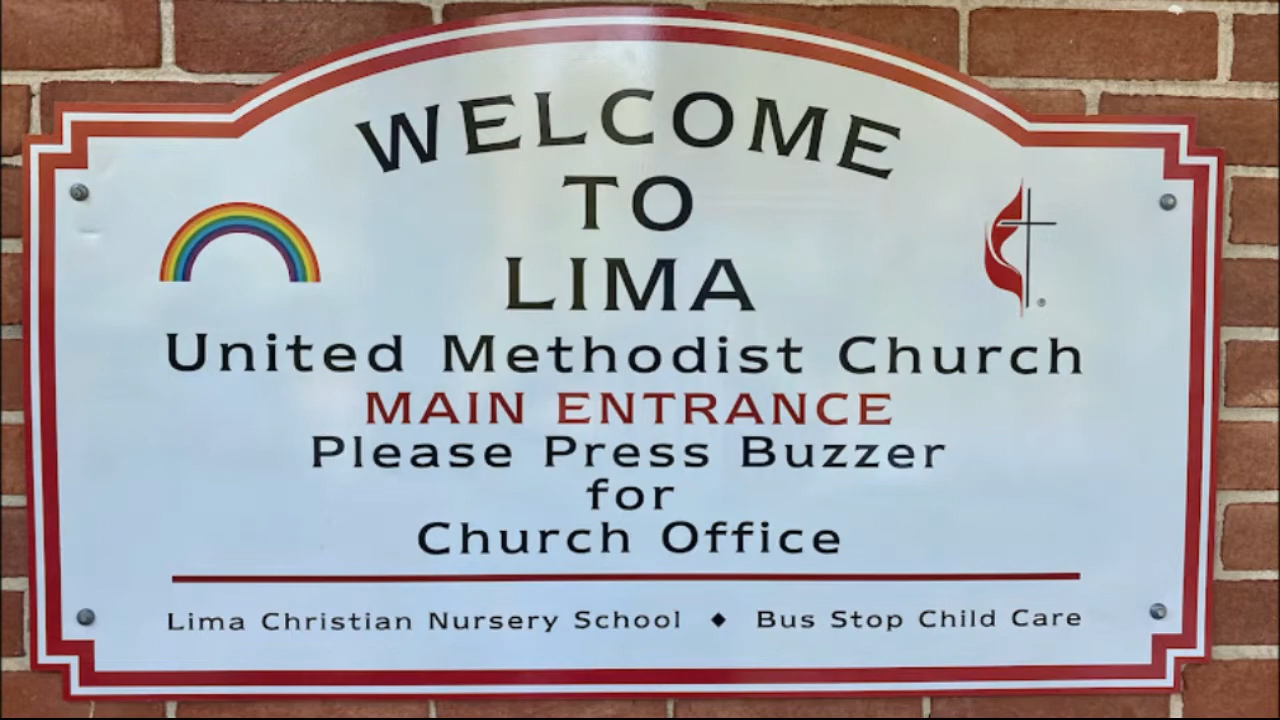 WELCOME
TO
LIMA
United Methodist Church
MAIN ENTRANCE
Please Press Buzzer
for
Church Office
Lima Christian Nursery School ◆ Bus Stop Child Care